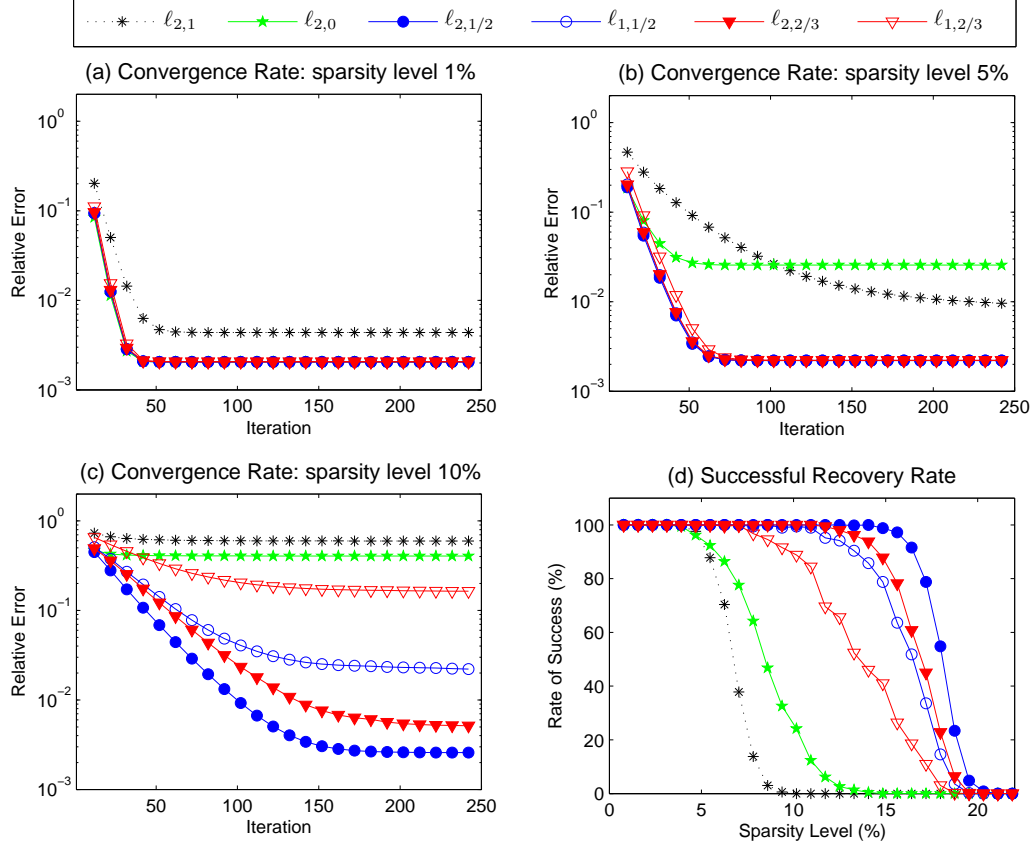 ℓ2,1 ℓ2,0 ℓ2,1/2 ℓ1,1/2 ℓ2,2/3 ℓ1,2/3
(a) Convergence Rate: sparsity level 1%
Relative Error
10^0
10^−1
10^−2
10^−3
50 100 150 200 250
Iteration
(b) Convergence Rate: sparsity level 5%
Relative Error
10^0
10^−1
10^−2
10^−3
50 100 150 200 250
Iteration
(c) Convergence Rate: sparsity level 10%
Relative Error
10^0
10^−1
10^−2
10^−3
50 100 150 200 250
Iteration
(d) Successful Recovery Rate
Rate of Success (%)
100
80
60
40
20
0
0 5 10 15 20
Sparsity Level (%)